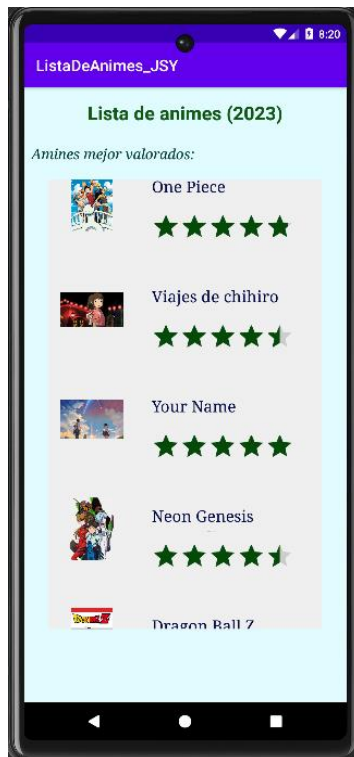 8:20
ListaDeAnimes_JSY
Lista de animes (2023)
Amines mejor valorados:
One Piece
Viajes de chihiro
Your Name
Neon Genesis
Dragon Ball Z